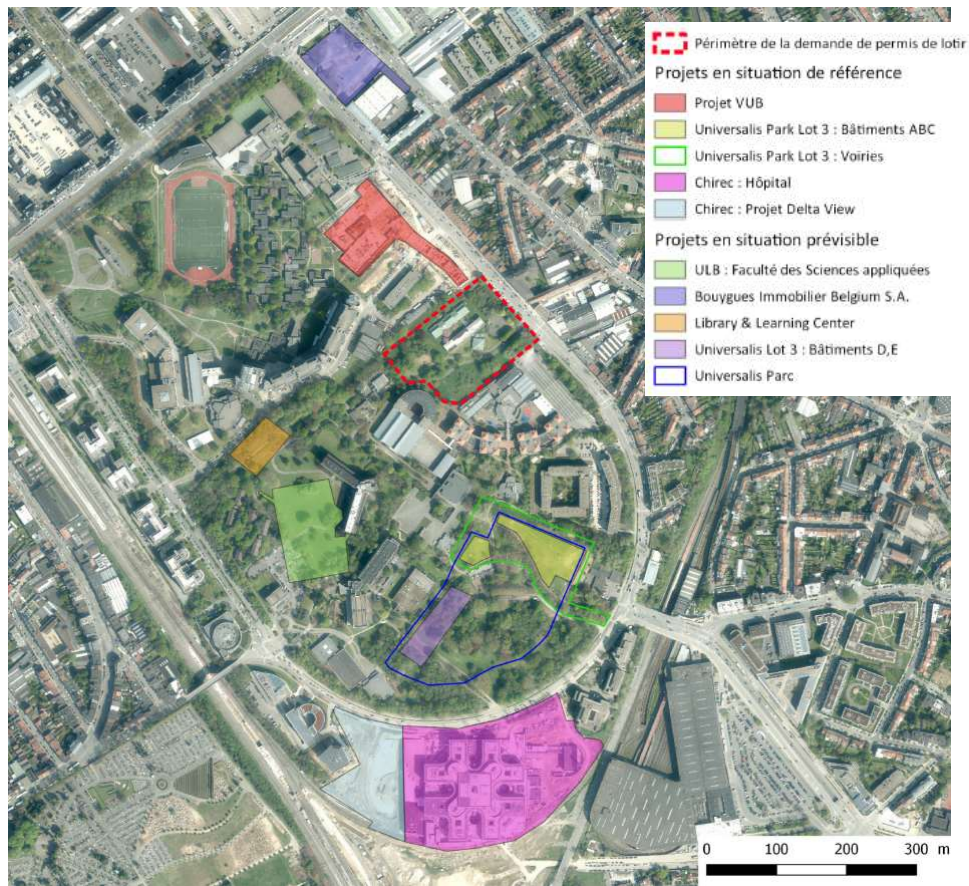 Périmètre de la demande de permis de lotir
Projets en situation de référence
Projet VUB
Universalis Park Lot 3 : Bâtiments ABC
Universalis Park Lot 3 : Voiries
Chirec : Hôpital
Chirec : Projet Delta View
Projets en situation prévisible
ULB : Faculté des Sciences appliquées
Bouygues Immobilier Belgium S.A.
Library & Learning Center
Universalis Lot 3 : Bâtiments D,E
Universalis Parc
0 100 200 300 m